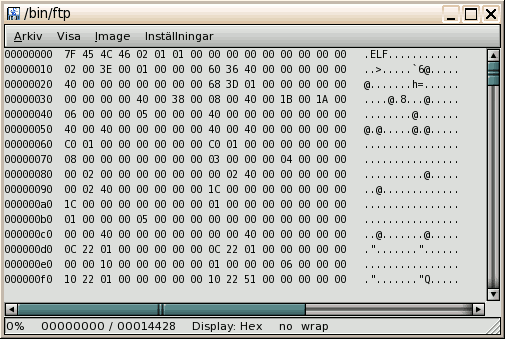 /bin/ftp
Arkiv Visa Image Inställningar
00000000 7F 45 4C 46 02 01 01 00 00 00 00 00 00 00 00 00 .ELF............
00000010 02 00 3E 00 01 00 00 00 60 36 40 00 00 00 00 00 ..>.....`6@.....
00000020 40 00 00 00 00 00 00 00 68 3D 01 00 00 00 00 00 @.......h=......
00000030 00 00 00 00 40 00 38 00 08 00 40 00 1B 00 1A 00 ....@.8...@.....
00000040 06 00 00 00 05 00 00 00 40 00 00 00 00 00 00 00 ........@.......
00000050 40 00 40 00 00 00 00 00 40 00 40 00 00 00 00 00 @.@.....@.@.....
00000060 C0 01 00 00 00 00 00 00 C0 01 00 00 00 00 00 00 ................
00000070 08 00 00 00 00 00 00 00 03 00 00 00 04 00 00 00 ................
00000080 00 02 00 00 00 00 00 00 00 02 40 00 00 00 00 00 ..........@.....
00000090 00 02 40 00 00 00 00 00 1C 00 00 00 00 00 00 00 ..@.............
000000a0 1C 00 00 00 00 00 00 00 01 00 00 00 00 00 00 00 ................
000000b0 01 00 00 00 05 00 00 00 00 00 00 00 00 00 00 00 ................
000000c0 00 00 40 00 00 00 00 00 00 00 40 00 00 00 00 00 ..@.......@.....
000000d0 0C 22 01 00 00 00 00 00 0C 22 01 00 00 00 00 00 ."......."......
000000e0 00 00 10 00 00 00 00 00 01 00 00 00 06 00 00 00 ................
000000f0 10 22 01 00 00 00 00 00 10 22 51 00 00 00 00 00 ."......."Q.....
0% 00000000 / 00014428 Display: Hex no wrap